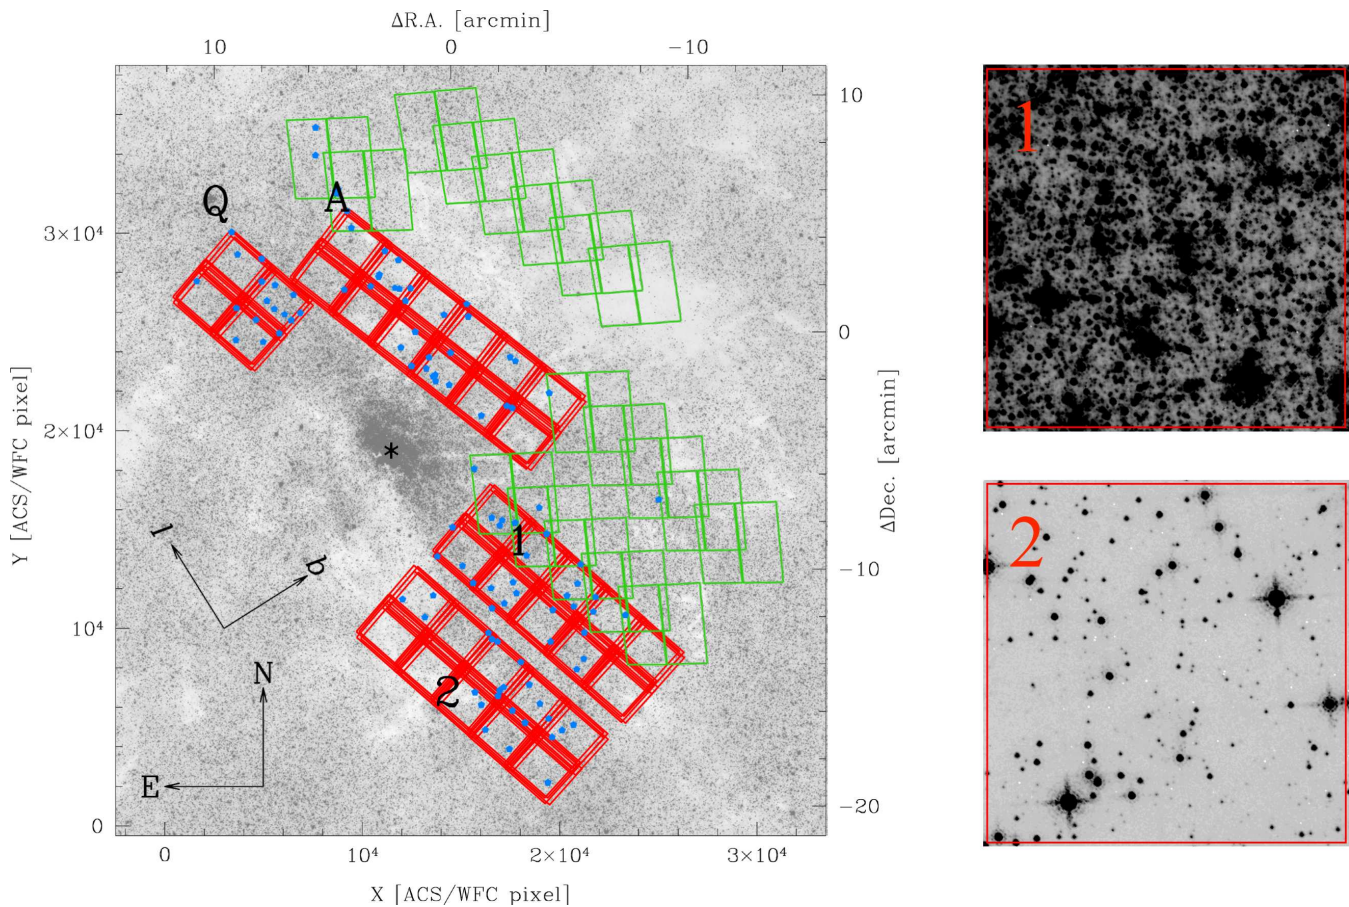 ΔR.A. [arcmin]
10 0 −10
Q
A
1
2
*
l
b
N
E
3×10⁴
2×10⁴
10⁴
0
Y [ACS/WFC pixel]
10
0
−10
−20
ΔDec. [arcmin]
0 10⁴ 2×10⁴ 3×10⁴
X [ACS/WFC pixel]
1
2